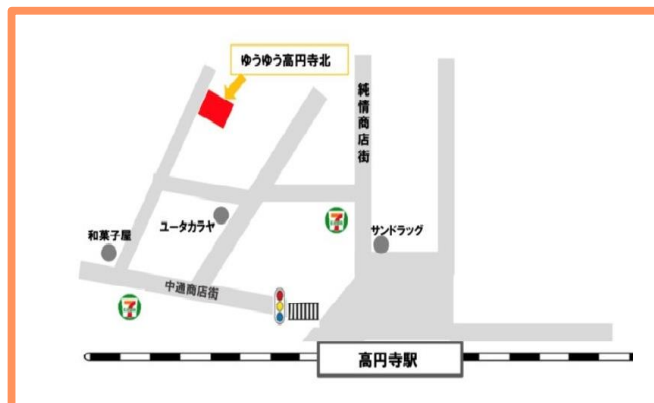 ゆうゆう高円寺北
純情商店街
ユータカラヤ
サンドラッグ
和菓子屋
中通商店街
高円寺駅